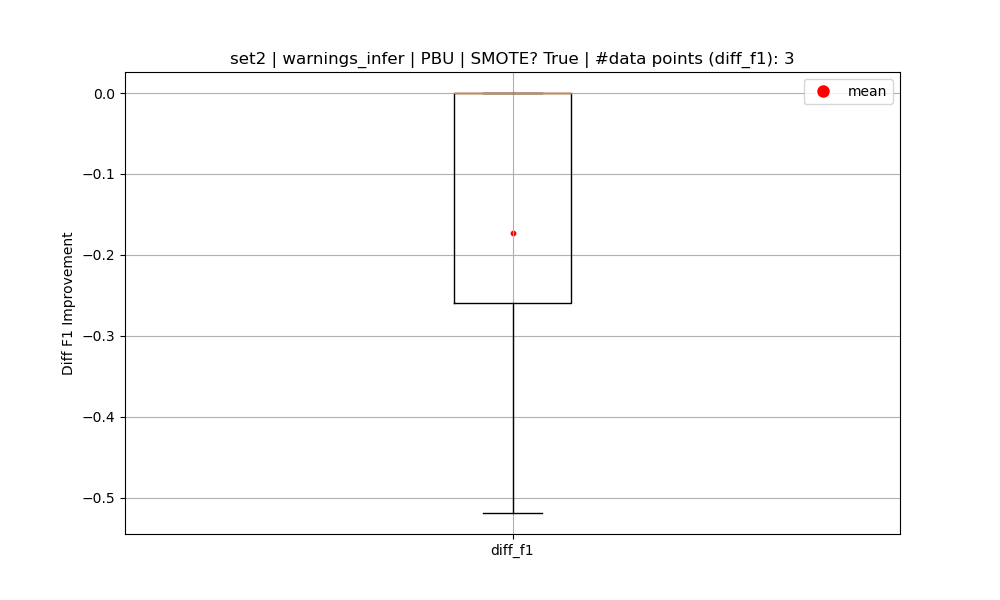 set2 | warnings_infer | PBU | SMOTE? True | #data points (diff_f1): 3
mean
0.0
−0.1
−0.2
−0.3
−0.4
−0.5
Diff F1 Improvement
diff_f1